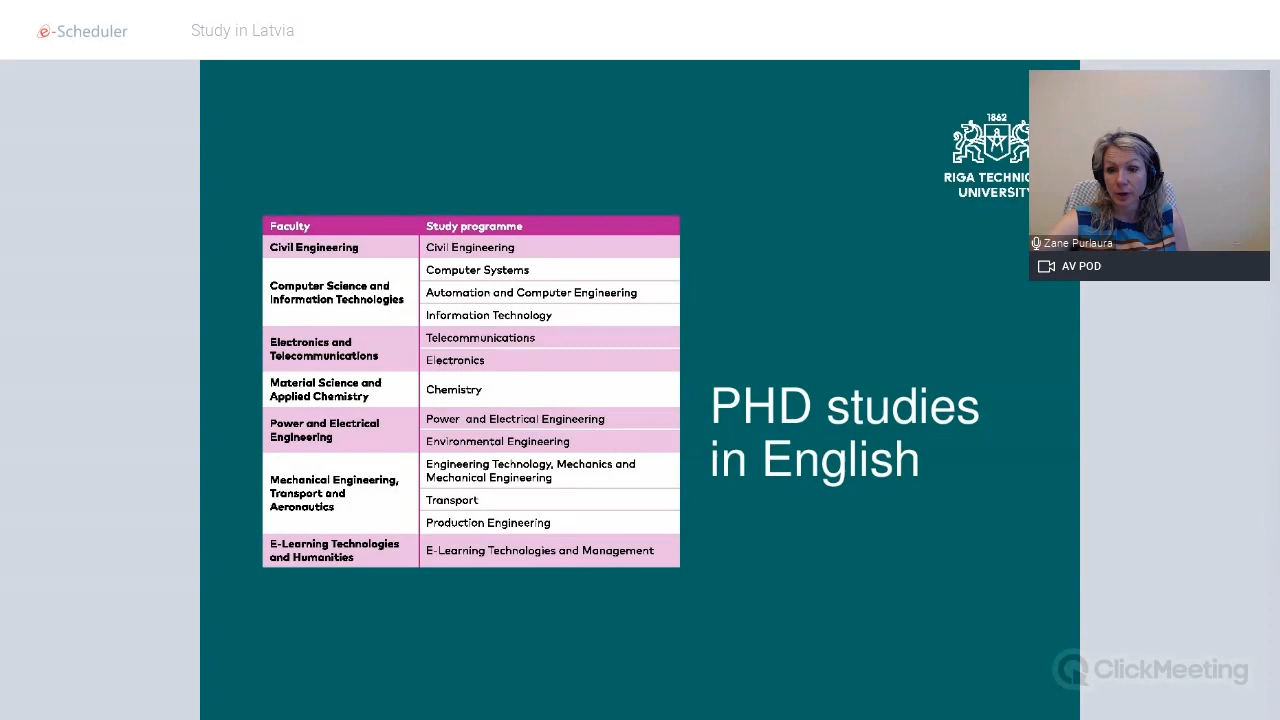 e-Scheduler
Study in Latvia
1862
RIGA TECHNIC
UNIVERSITY
Zane Purlaura
AV POD
Faculty Study programme
Civil Engineering Civil Engineering
Computer Science and
Information Technologies
Computer Systems
Automation and Computer Engineering
Information Technology
Electronics and
Telecommunications
Telecommunications
Electronics
Material Science and
Applied Chemistry
Chemistry
Power and Electrical
Engineering
Power and Electrical Engineering
Environmental Engineering
Mechanical Engineering,
Transport and
Aeronautics
Engineering Technology, Mechanics and
Mechanical Engineering
Transport
Production Engineering
E-Learning Technologies
and Humanities
E-Learning Technologies and Management
PHD studies
in English
ClickMeeting